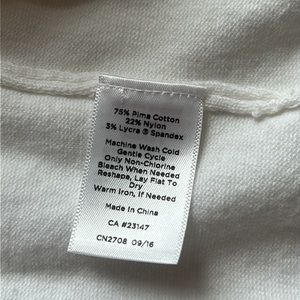 75% Pima Cotton
22% Nylon
3% Lycra ® Spandex
Machine Wash Cold
Gentle Cycle
Only Non-Chlorine
Bleach When Needed
Reshape, Lay Flat To
Dry
Warm Iron, If Needed
Made In China
CA #23147
CN2708 09/16